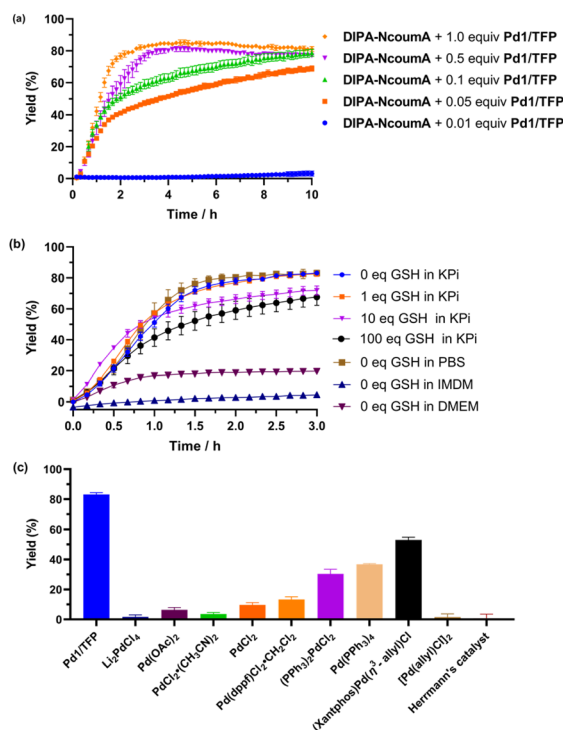 (a)
Yield (%)
100
80
60
40
20
0
0 2 4 6 8 10
Time / h
DIPA-NcoumA + 1.0 equiv Pd1/TFP
DIPA-NcoumA + 0.5 equiv Pd1/TFP
DIPA-NcoumA + 0.1 equiv Pd1/TFP
DIPA-NcoumA + 0.05 equiv Pd1/TFP
DIPA-NcoumA + 0.01 equiv Pd1/TFP
(b)
Yield (%)
100
80
60
40
20
0
0.0 0.5 1.0 1.5 2.0 2.5 3.0
Time / h
0 eq GSH in KPi
1 eq GSH in KPi
10 eq GSH in KPi
100 eq GSH in KPi
0 eq GSH in PBS
0 eq GSH in IMDM
0 eq GSH in DMEM
(c)
Yield (%)
100
80
60
40
20
0
Pd1/TFP
Li₂PdCl₄
Pd(OAc)₂
PdCl₂•(CH₃CN)₂
PdCl₂
Pd(dppf)Cl₂•CH₂Cl₂
(PPh₃)₂PdCl₂
Pd(PPh₃)₄
(Xantphos)Pd(η³- allyl)Cl
[Pd(allyl)Cl]₂
Herrmann's catalyst